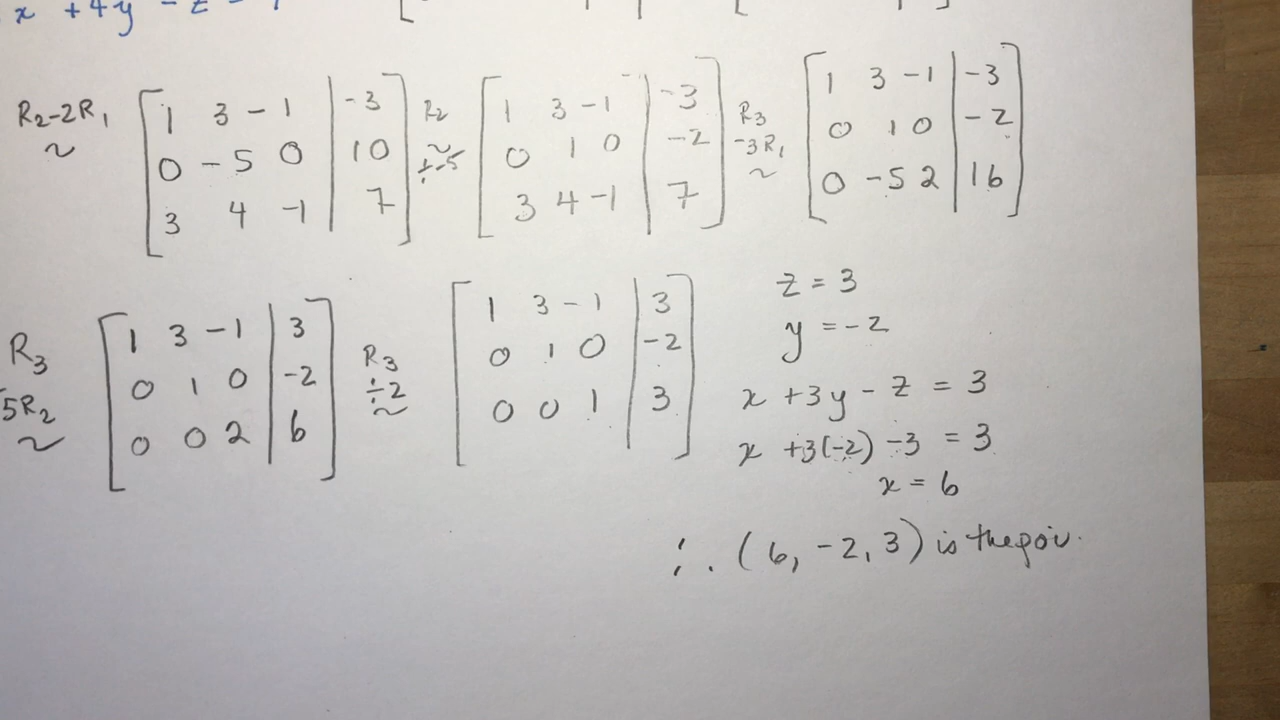 x + 4y - z =
R2-2R1 ~ [ 1 3 -1 | -3 ] R2 ~ ÷-5 [ 1 3 -1 | -3 ] R3 -3R1 ~ [ 1 3 -1 | -3 ]
[ 0 -5 0 | 10 ] [ 0 1 0 | -2 ] [ 0 1 0 | -2 ]
[ 3 4 -1 | 7 ] [ 3 4 -1 | 7 ] [ 0 -5 2 | 16 ]
R3 5R2 ~ [ 1 3 -1 | 3 ] R3 ÷2 ~ [ 1 3 -1 | 3 ]
[ 0 1 0 | -2 ] [ 0 1 0 | -2 ]
[ 0 0 2 | 6 ] [ 0 0 1 | 3 ]
z = 3
y = -2
x + 3y - z = 3
x + 3(-2) - 3 = 3
x = 6
∴ (6, -2, 3) is the poi.